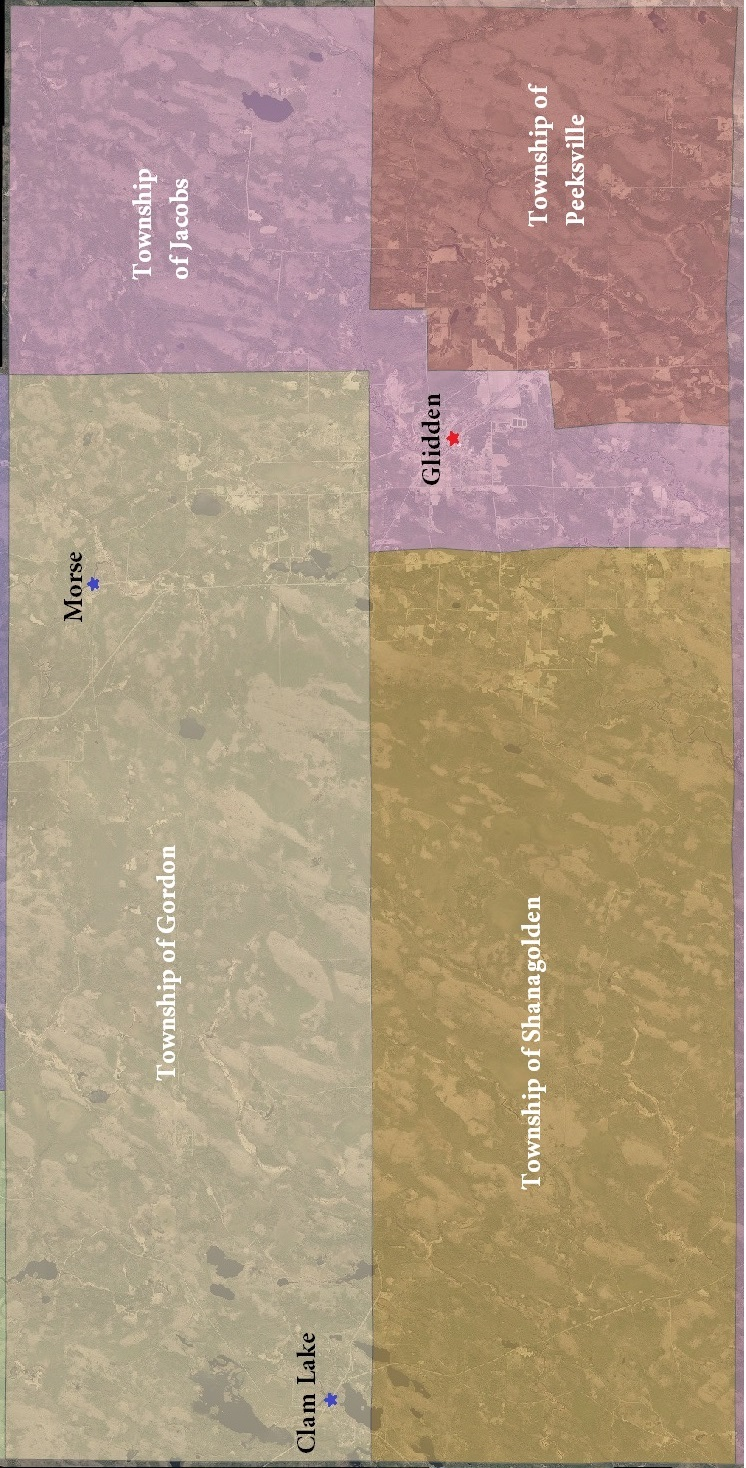 Township
of Jacobs
Township of
Peeksville
Glidden
Morse
Township of Gordon
Township of Shanagolden
Clam Lake